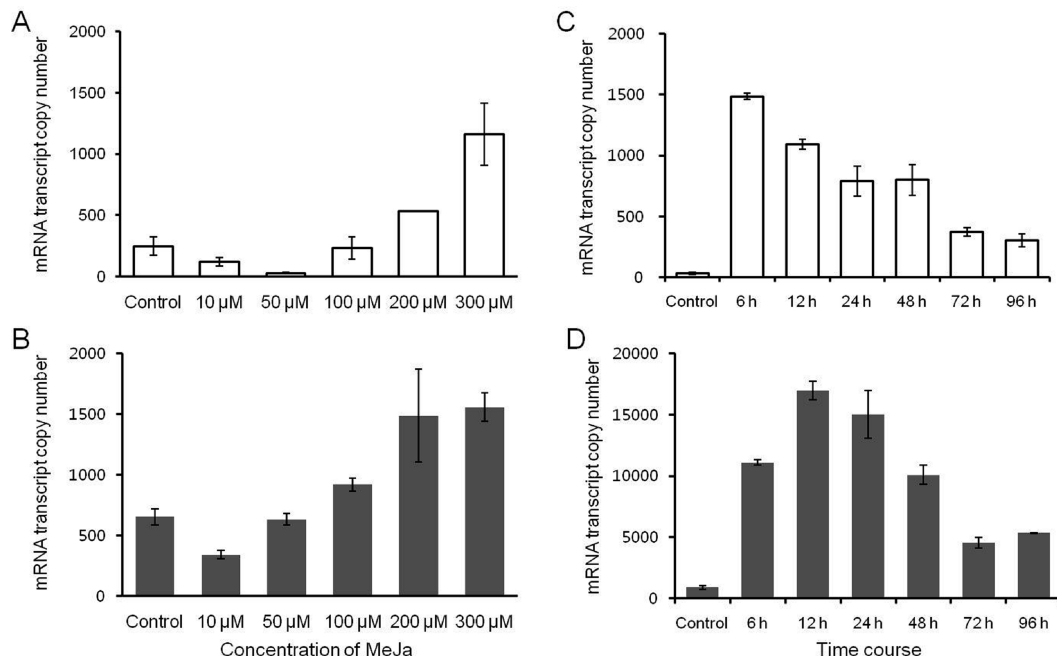 A
mRNA transcript copy number
2000
1500
1000
500
0
Control 10 µM 50 µM 100 µM 200 µM 300 µM
B
mRNA transcript copy number
2000
1500
1000
500
0
Control 10 µM 50 µM 100 µM 200 µM 300 µM
Concentration of MeJa
C
mRNA transcript copy number
2000
1500
1000
500
0
Control 6 h 12 h 24 h 48 h 72 h 96 h
D
mRNA transcript copy number
20000
15000
10000
5000
0
Control 6 h 12 h 24 h 48 h 72 h 96 h
Time course